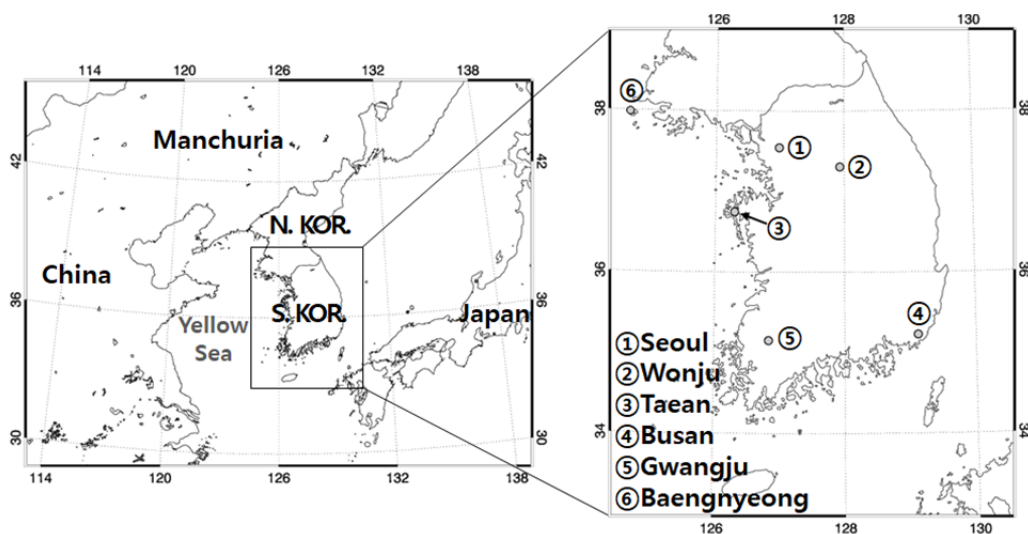 114 120 126 132 138
Manchuria
42 42
N. KOR.
China
36 36
S. KOR.
Japan
Yellow
Sea
30 30
114 120 126 132 138
126 128 130
⑥
38 38
①
②
③
36 36
④
⑤
①Seoul
②Wonju
③Taean
34 34
④Busan
⑤Gwangju
⑥Baengnyeong
126 128 130